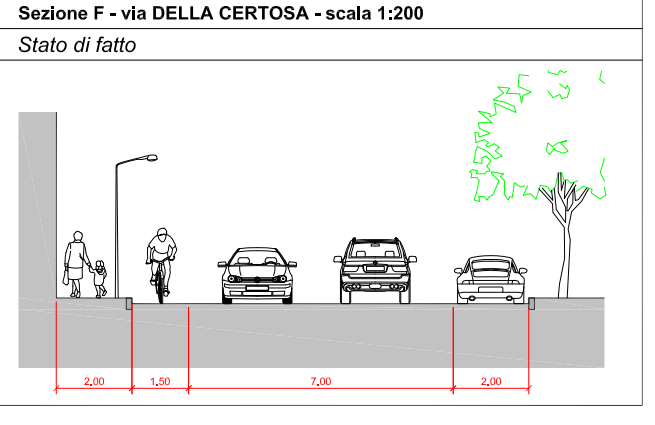 Sezione F - via DELLA CERTOSA - scala 1:200
Stato di fatto
2.00 1.50 7.00 2.00